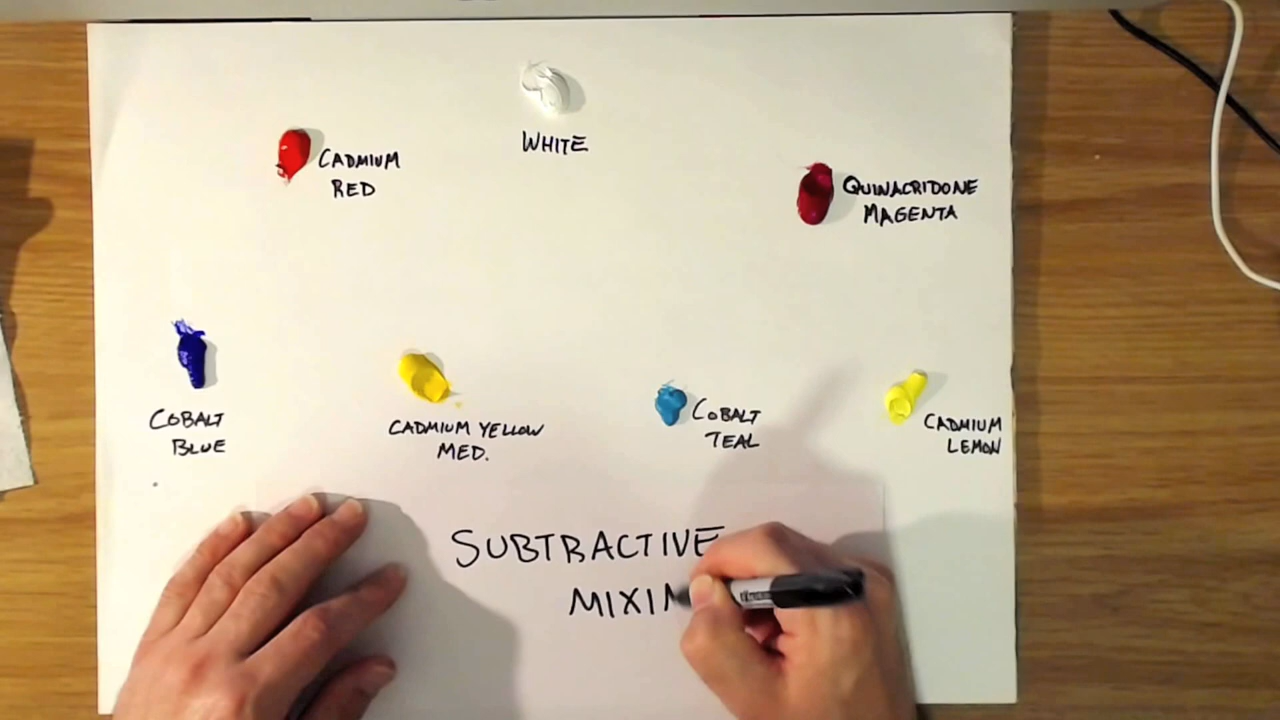 WHITE
CADMIUM
RED
QUINACRIDONE
MAGENTA
COBALT
BLUE
CADMIUM YELLOW
MED.
COBALT
TEAL
CADMIUM
LEMON
SUBTRACTIVE
MIXIN